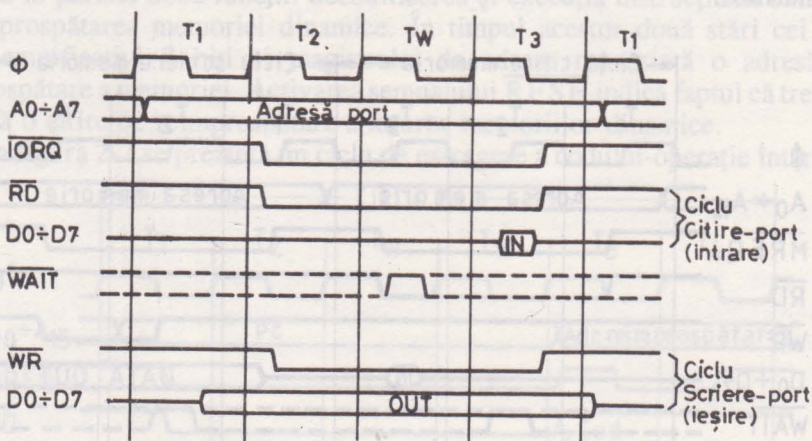 T1 T2 TW T3 T1
Φ
A0÷A7 Adresă port
IORQ
RD
D0÷D7 IN
WAIT
Ciclu
Citire-port
(intrare)
WR
D0÷D7 OUT
Ciclu
Scriere-port
(ieşire)